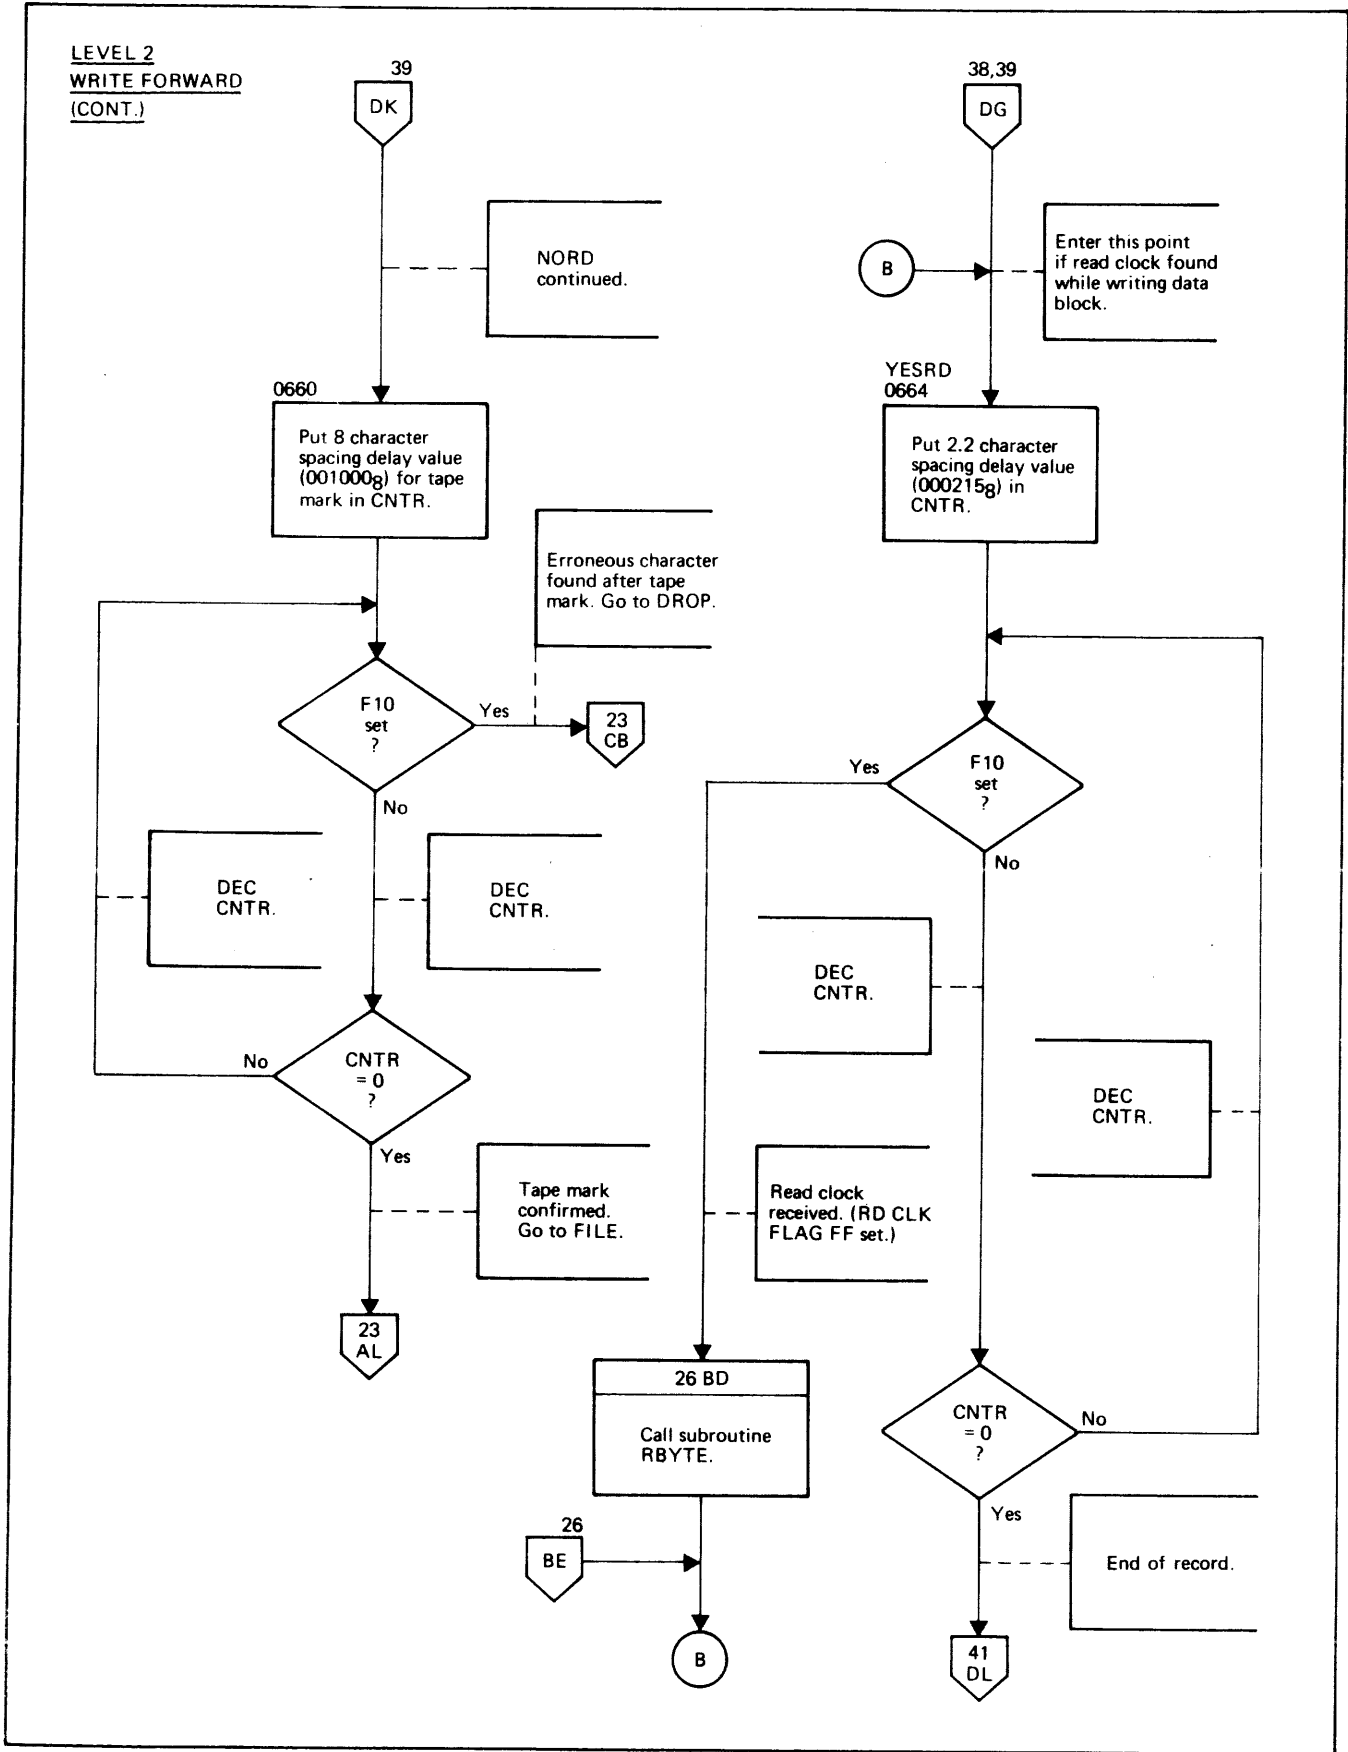 LEVEL 2
WRITE FORWARD
(CONT.)
39
DK
NORD
continued.
0660
Put 8 character
spacing delay value
(001000₈) for tape
mark in CNTR.
Erroneous character
found after tape
mark. Go to DROP.
F10
set
?
Yes
23
CB
No
DEC
CNTR.
DEC
CNTR.
No
CNTR
= 0
?
Yes
Tape mark
confirmed.
Go to FILE.
23
AL
38,39
DG
B
Enter this point
if read clock found
while writing data
block.
YESRD
0664
Put 2.2 character
spacing delay value
(000215₈) in
CNTR.
Yes
F10
set
?
No
DEC
CNTR.
DEC
CNTR.
Read clock
received. (RD CLK
FLAG FF set.)
26 BD
Call subroutine
RBYTE.
26
BE
B
CNTR
= 0
?
No
Yes
End of record.
41
DL